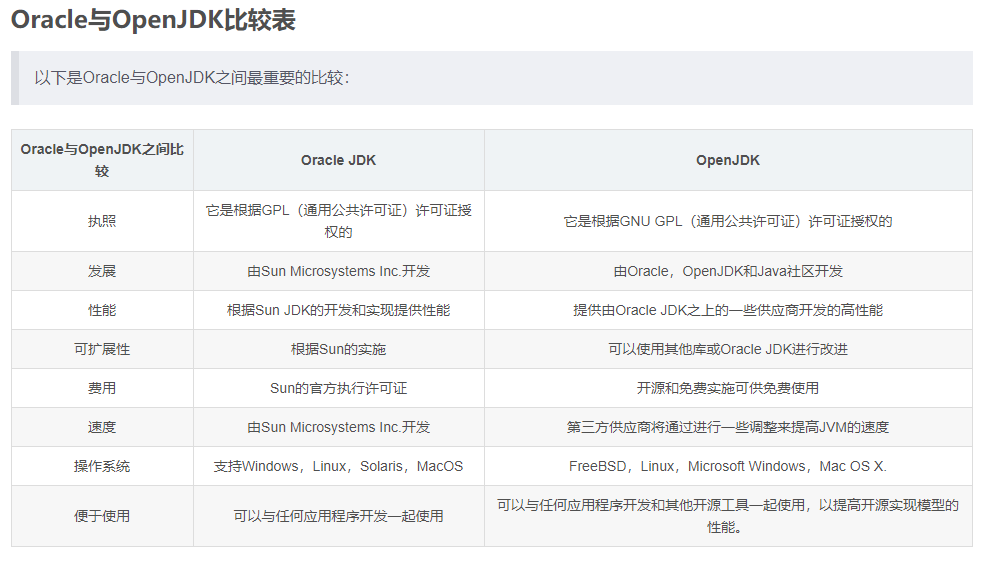 Oracle与OpenJDK比较表
以下是Oracle与OpenJDK之间最重要的比较：
Oracle与OpenJDK之间比
较
Oracle JDK
OpenJDK
执照
它是根据GPL（通用公共许可证）许可证授
权的
它是根据GNU GPL（通用公共许可证）许可证授权的
发展
由Sun Microsystems Inc.开发
由Oracle，OpenJDK和Java社区开发
性能
根据Sun JDK的开发和实现提供性能
提供由Oracle JDK之上的一些供应商开发的高性能
可扩展性
根据Sun的实施
可以使用其他库或Oracle JDK进行改进
费用
Sun的官方执行许可证
开源和免费实施可供免费使用
速度
由Sun Microsystems Inc.开发
第三方供应商将通过进行一些调整来提高JVM的速度
操作系统
支持Windows，Linux，Solaris，MacOS
FreeBSD，Linux，Microsoft Windows，Mac OS X.
便于使用
可以与任何应用程序开发一起使用
可以与任何应用程序开发和其他开源工具一起使用，以提高开源实现模型的
性能。